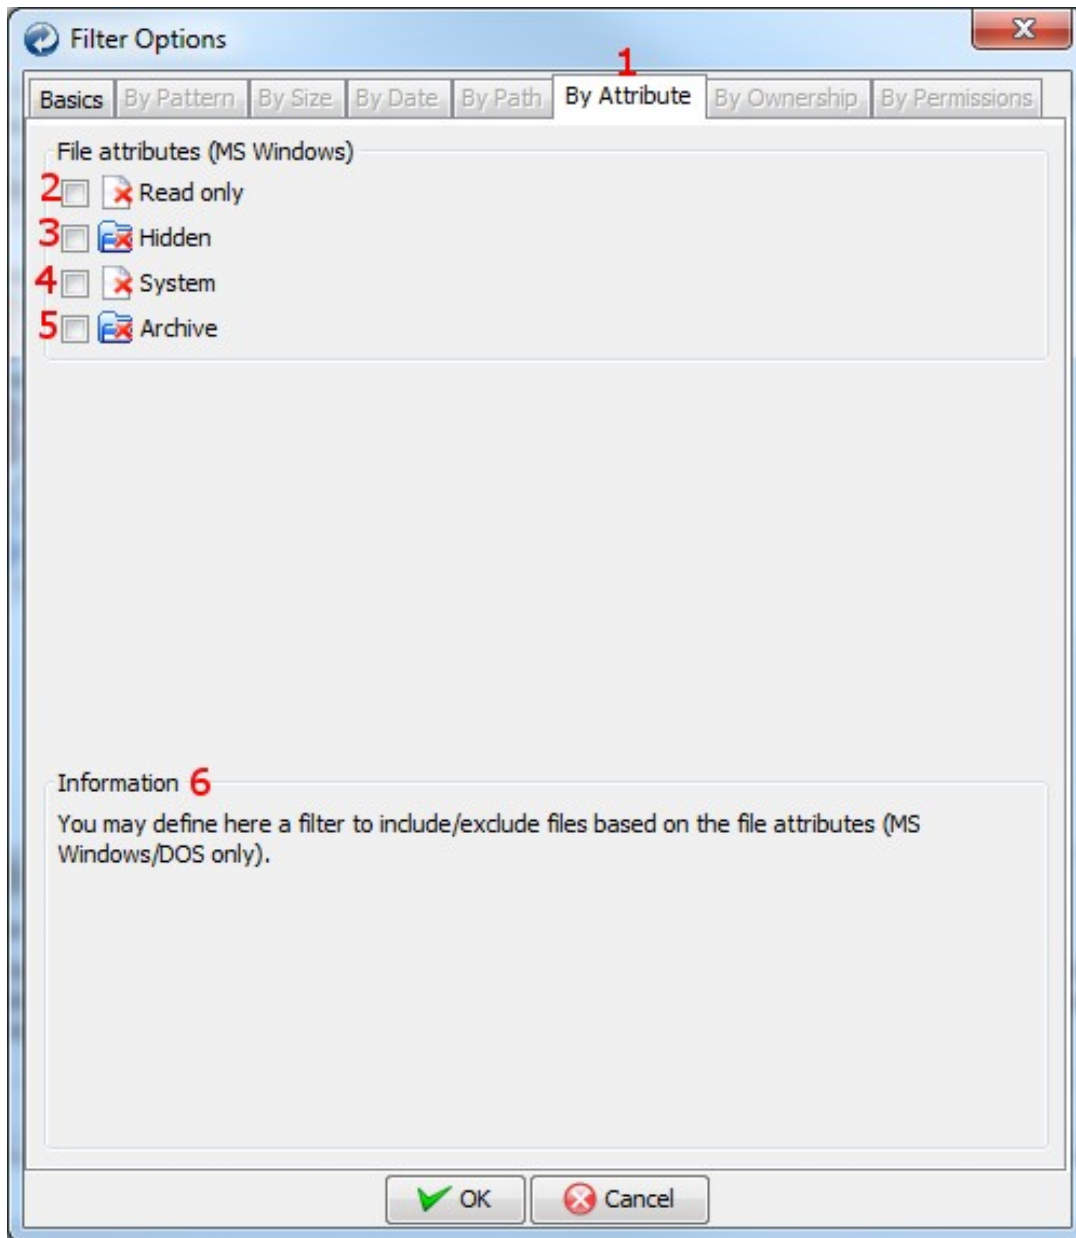 Filter Options
1
Basics By Pattern By Size By Date By Path By Attribute By Ownership By Permissions
File attributes (MS Windows)
2 Read only
3 Hidden
4 System
5 Archive
Information 6
You may define here a filter to include/exclude files based on the file attributes (MS
Windows/DOS only).
OK Cancel